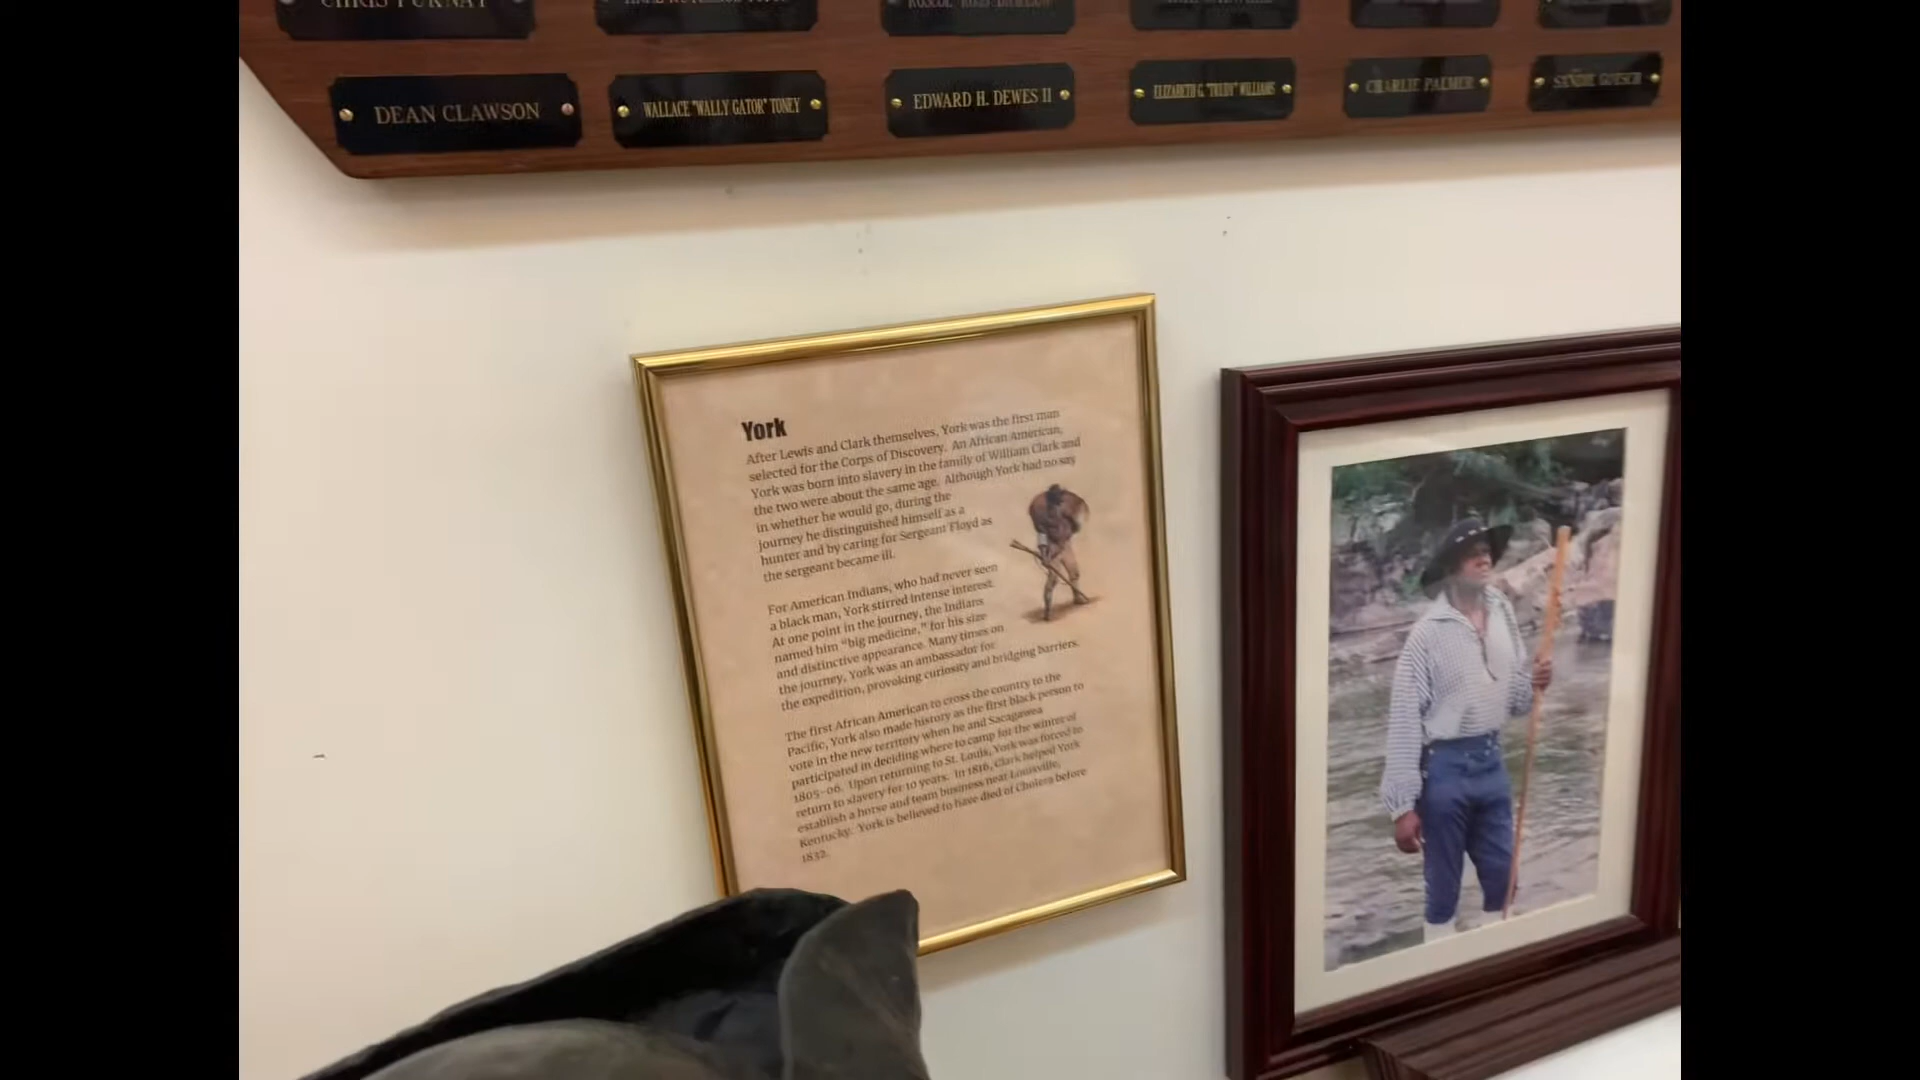 DEAN CLAWSON
WALLACE "WALLY GATOR" TONEY
EDWARD H. DEWES II
ELIZABETH G. "TRUDY" WILLIAMS
CHARLIE PALMER
SANDIE GOESCH
York
After Lewis and Clark themselves, York was the first man
selected for the Corps of Discovery. An African American,
York was born into slavery in the family of William Clark and
the two were about the same age. Although York had no say
in whether he would go, during the
journey he distinguished himself as a
hunter and by caring for Sergeant Floyd as
the sergeant became ill.
For American Indians, who had never seen
a black man, York stirred intense interest.
At one point in the journey, the Indians
named him "big medicine," for his size
and distinctive appearance. Many times on
the journey, York was an ambassador for
the expedition, provoking curiosity and bridging barriers.
The first African American to cross the country to the
Pacific, York also made history as the first black person to
vote in the new territory when he and Sacagawea
participated in deciding where to camp for the winter of
1805-06. Upon returning to St. Louis, York was forced to
return to slavery for 10 years. In 1816, Clark helped York
establish a horse and team business near Louisville,
Kentucky. York is believed to have died of Cholera before
1832.